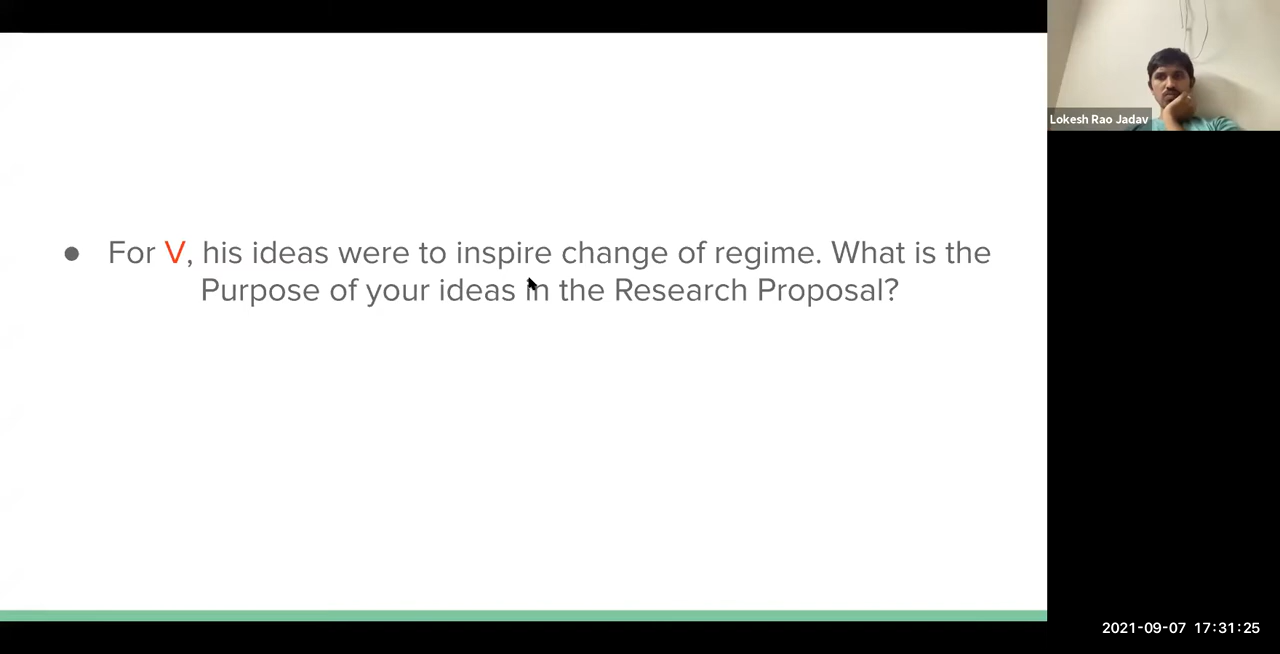 ● For V, his ideas were to inspire change of regime. What is the
Purpose of your ideas in the Research Proposal?
Lokesh Rao Jadav
2021-09-07 17:31:25